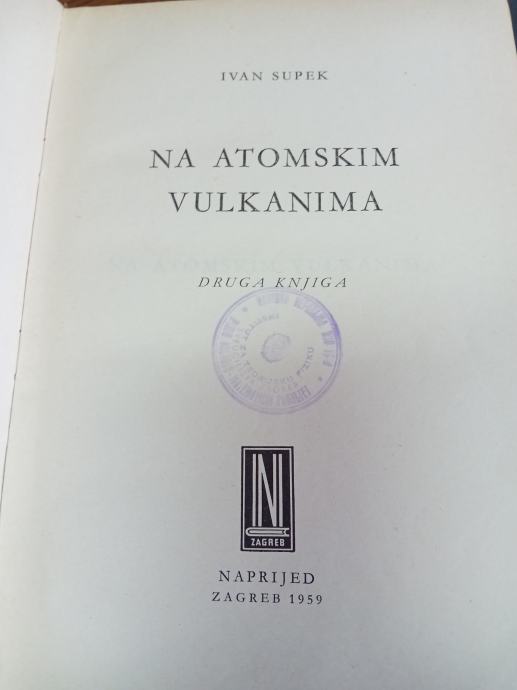 IVAN SUPEK
NA ATOMSKIM
VULKANIMA
DRUGA KNJIGA
N
ZAGREB
NAPRIJED
ZAGREB 1959